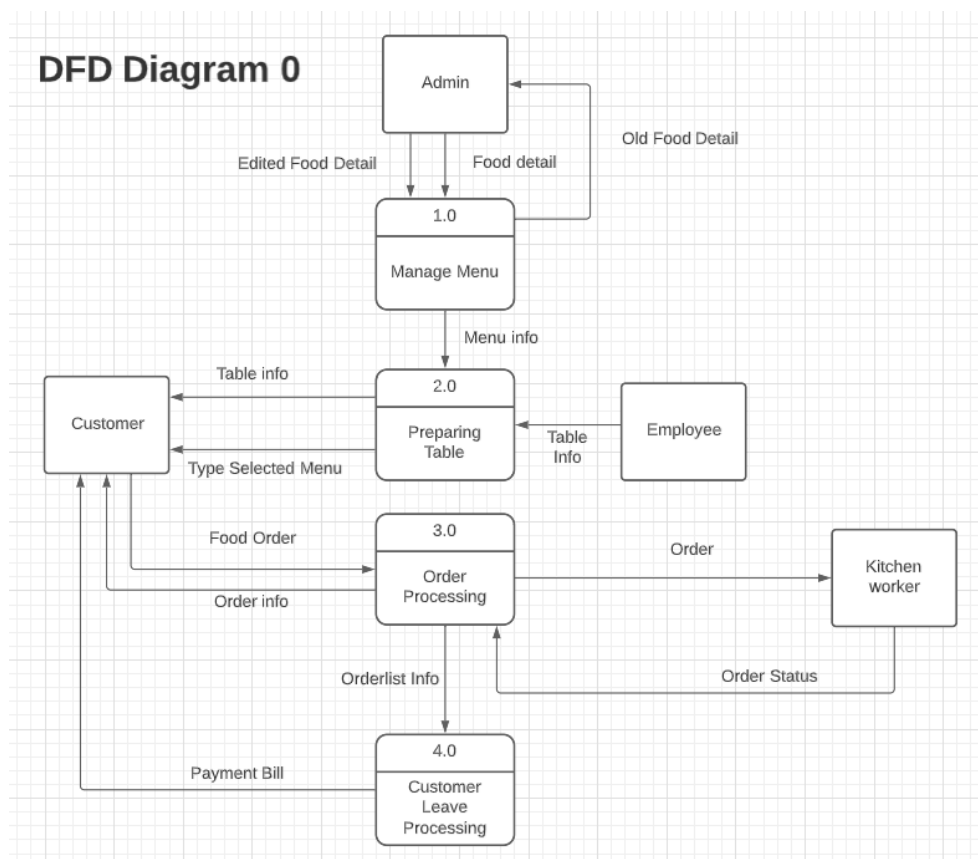 DFD Diagram 0
Admin
Old Food Detail
Edited Food Detail
Food detail
1.0
Manage Menu
Menu info
Table info
2.0
Customer
Preparing
Table
Employee
Table
Info
Type Selected Menu
3.0
Food Order
Order
Order
Processing
Kitchen
worker
Order info
Orderlist Info
Order Status
4.0
Payment Bill
Customer
Leave
Processing